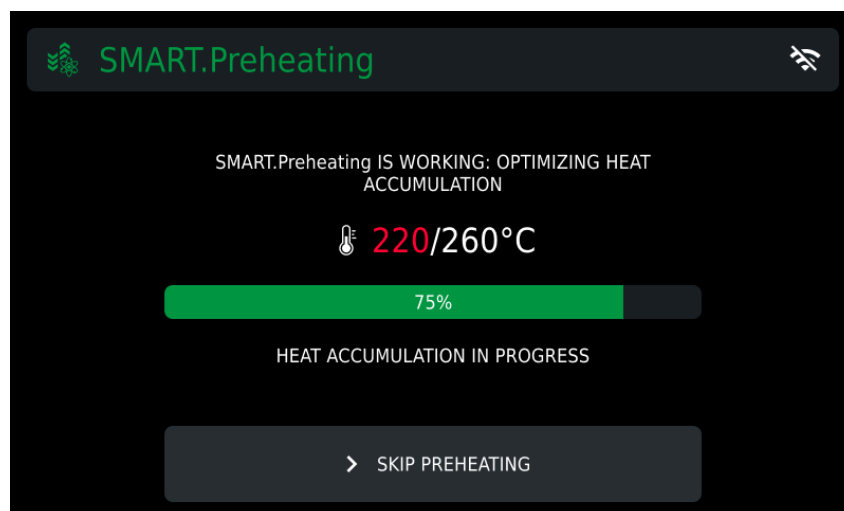 SMART.Preheating
SMART.Preheating IS WORKING: OPTIMIZING HEAT
ACCUMULATION
220/260°C
75%
HEAT ACCUMULATION IN PROGRESS
SKIP PREHEATING